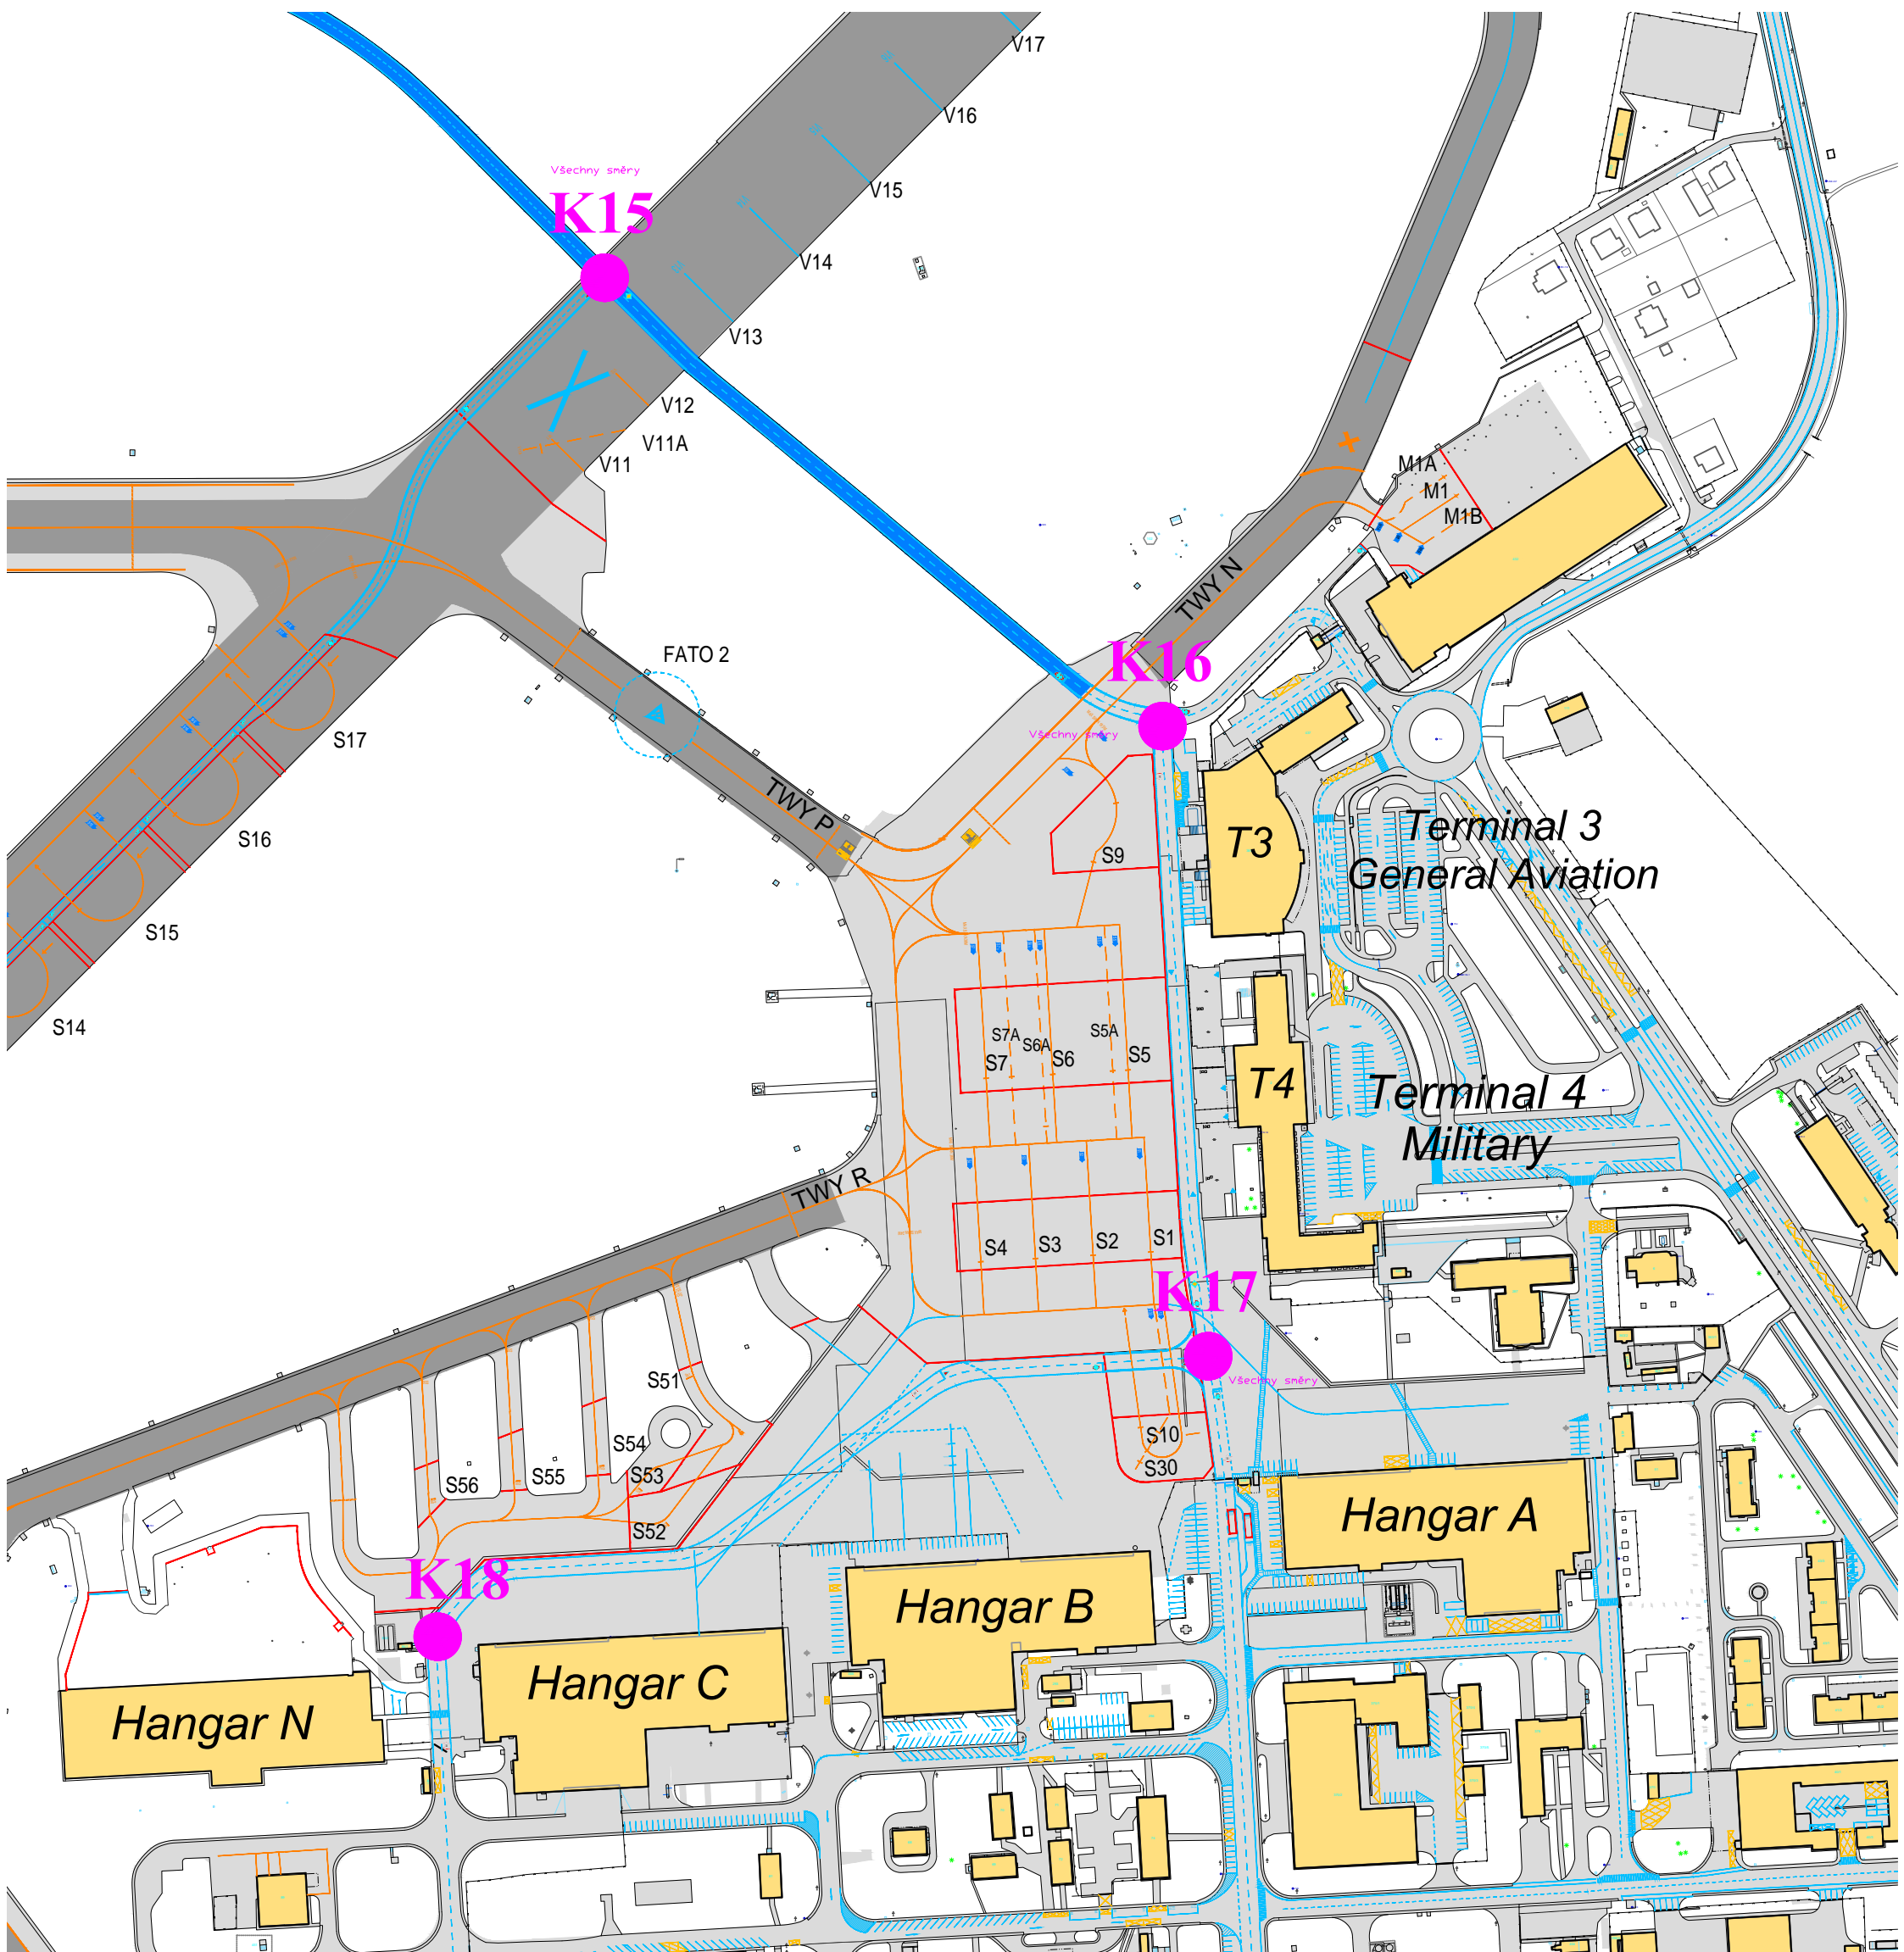 V17
V16
Všechny směry
K15
V15
V14
V13
V12
V11A
V11
M1A
M1
M1B
TWY N
FATO 2
K16
Všechny směry
S17
TWY P
S16
T3
Terminal 3
General Aviation
S9
S15
S14
S7A
S6A
S5A
S7
S6
S5
T4
Terminal 4
Military
TWY R
S4
S3
S2
S1
K17
Všechny směry
S51
S10
S54
S53
S30
S56
S55
S52
Hangar A
K18
Hangar B
Hangar C
Hangar N